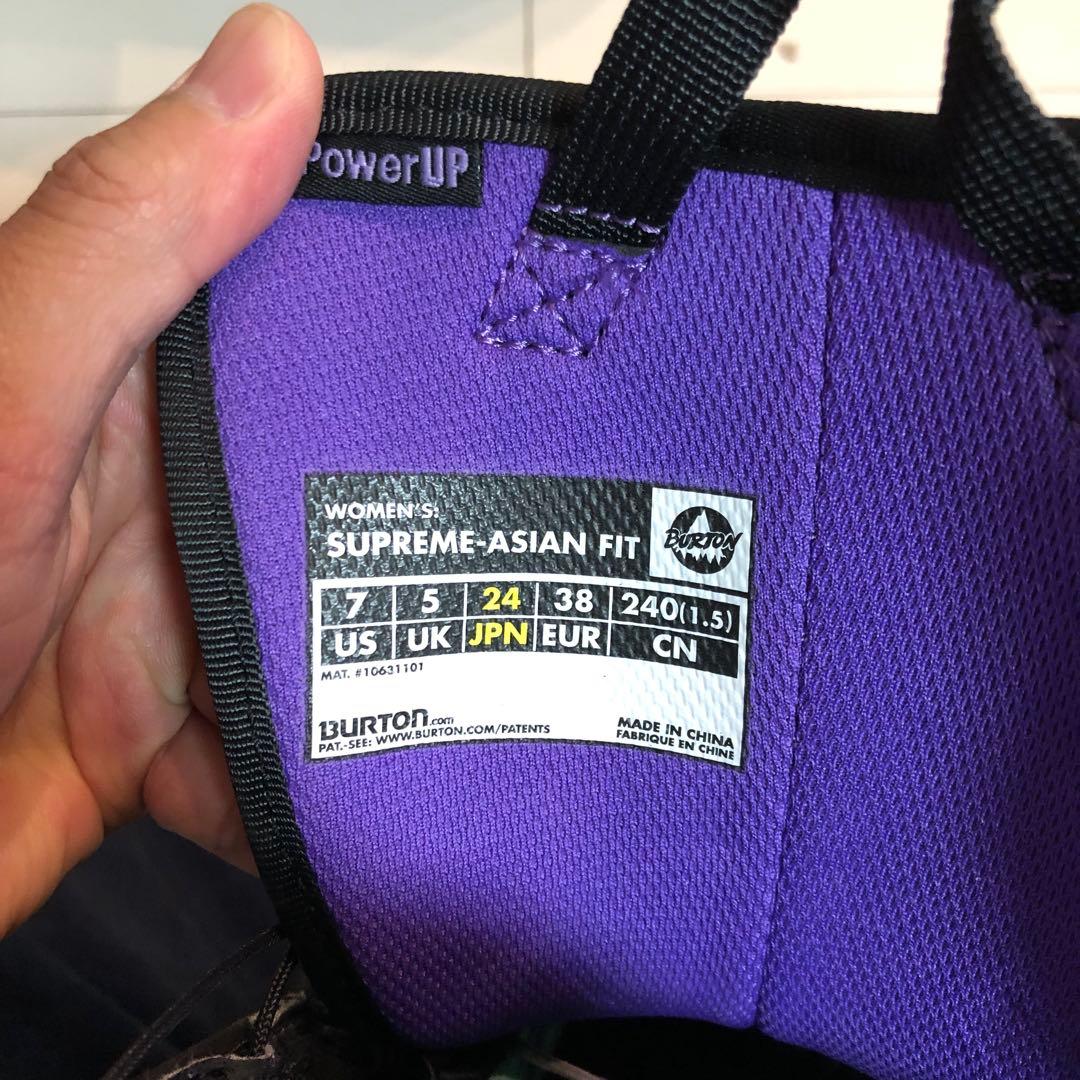 PowerUP
WOMEN'S:
SUPREME-ASIAN FIT
BURTON
7 5 24 38 240(1.5)
US UK JPN EUR CN
MAT. #10631101
BURTON.com
PAT.-SEE: WWW.BURTON.COM/PATENTS
MADE IN CHINA
FABRIQUE EN CHINE